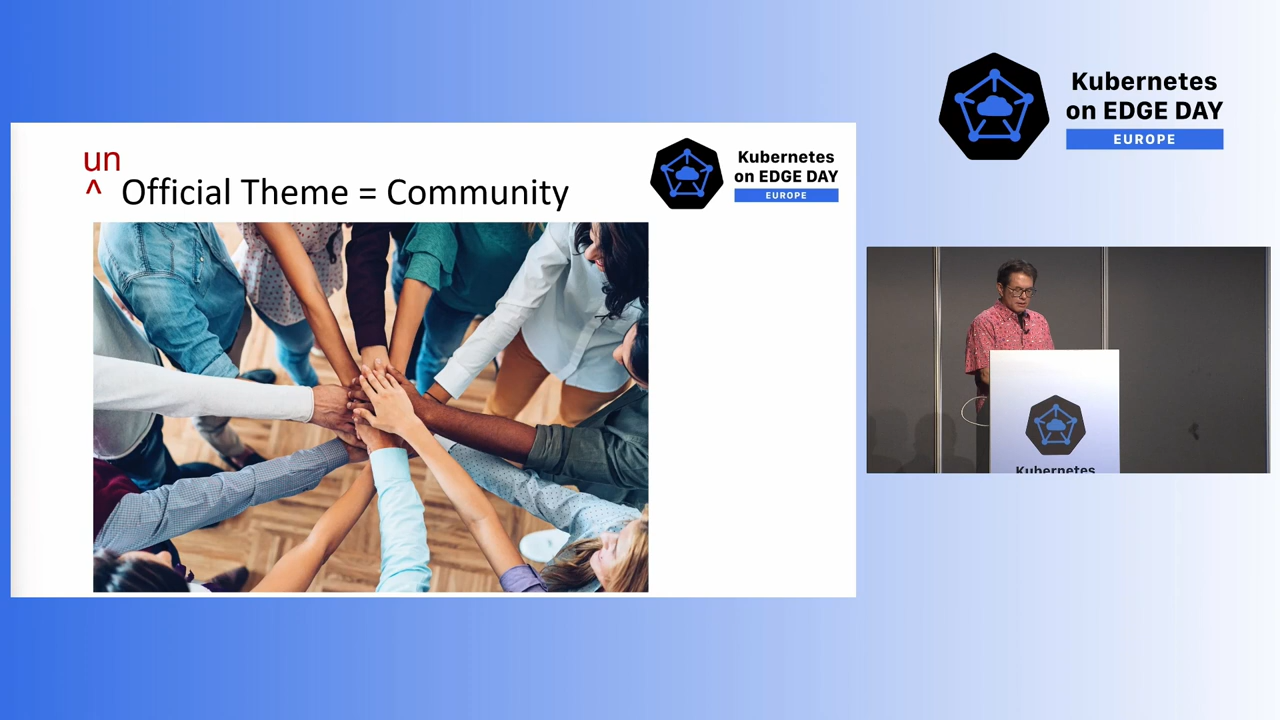 un
^ Official Theme = Community
Kubernetes
on EDGE DAY
EUROPE
Kubernetes
on EDGE DAY
EUROPE
Kubernetes